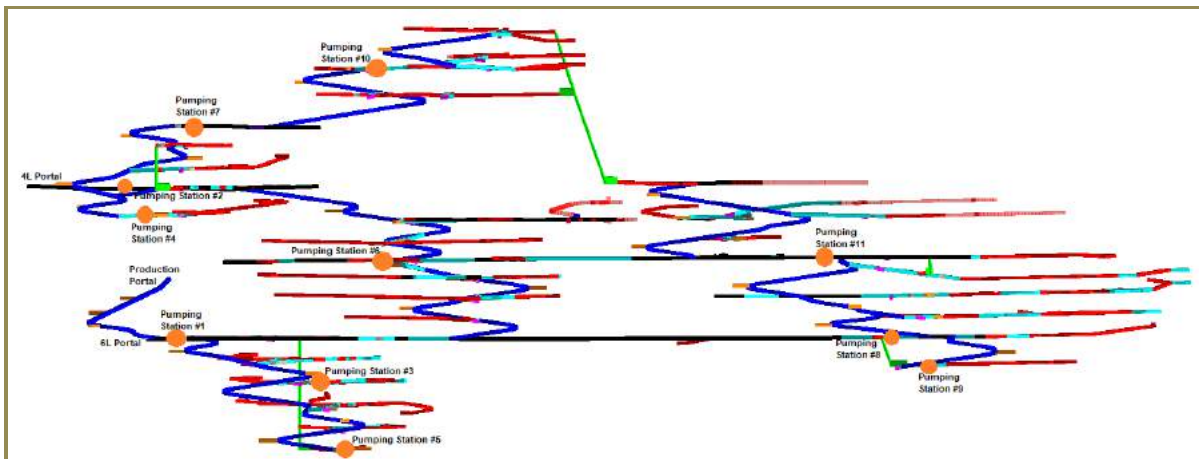 Pumping
Station #10
Pumping
Station #7
4L Portal
Pumping Station #2
Pumping
Station #4
Pumping
Station #11
Pumping Station #6
Production
Portal
Pumping
Station #1
6L Portal
Pumping
Station #8
Pumping Station #3
Pumping
Station #9
Pumping Station #5